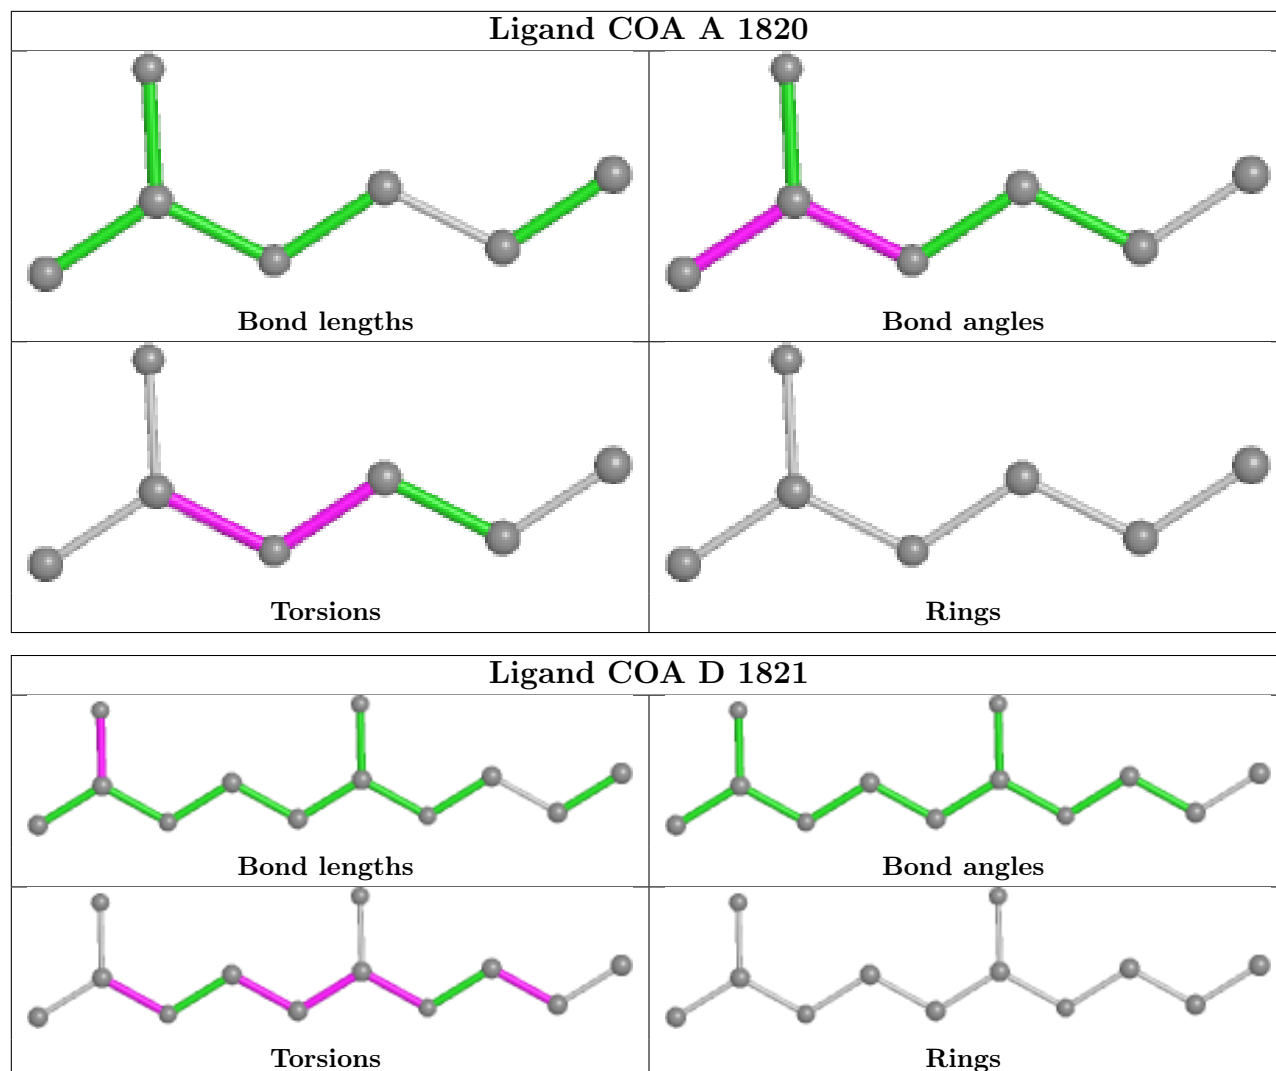 Ligand COA A 1820
Bond lengths
Bond angles
Torsions
Rings
Ligand COA D 1821
Bond lengths
Bond angles
Torsions
Rings